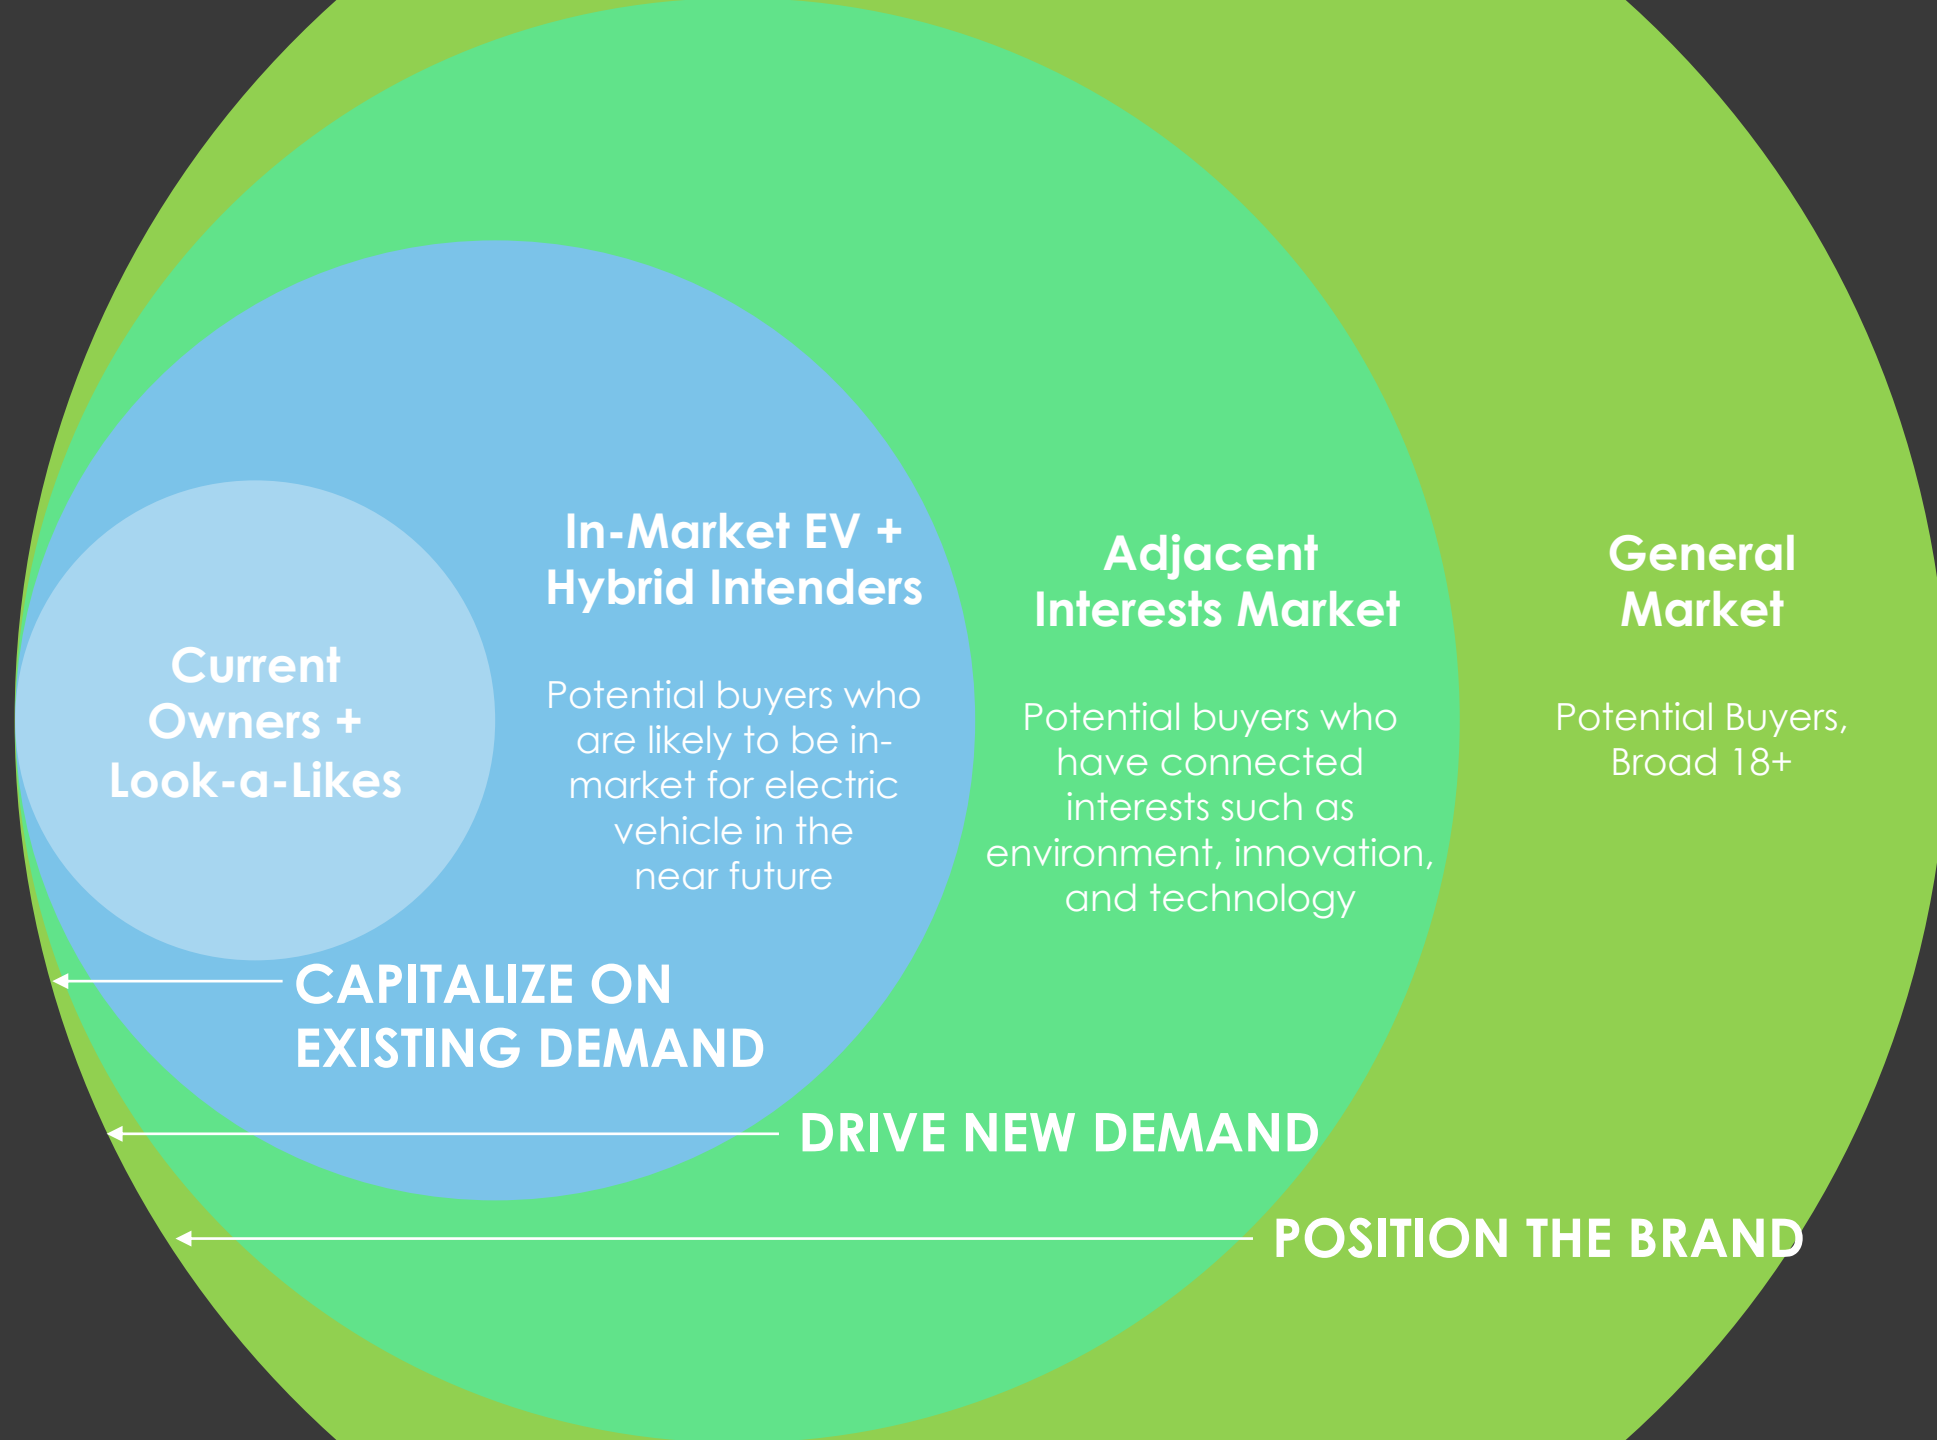 Current
Owners +
Look-a-Likes
In-Market EV +
Hybrid Intenders
Potential buyers who
are likely to be in-
market for electric
vehicle in the
near future
Adjacent
Interests Market
Potential buyers who
have connected
interests such as
environment, innovation,
and technology
General
Market
Potential Buyers,
Broad 18+
CAPITALIZE ON
EXISTING DEMAND
DRIVE NEW DEMAND
POSITION THE BRAND